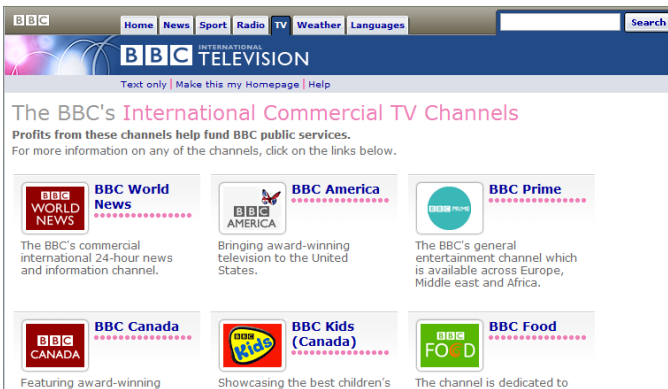 BBC Home News Sport Radio TV Weather Languages Search
BBC INTERNATIONAL TELEVISION
Text only | Make this my Homepage | Help
The BBC's International Commercial TV Channels
Profits from these channels help fund BBC public services.
For more information on any of the channels, click on the links below.
BBC WORLD NEWS
BBC World News
The BBC's commercial
international 24-hour news
and information channel.
BBC AMERICA
BBC America
Bringing award-winning
television to the United
States.
BBC PRIME
BBC Prime
The BBC's general
entertainment channel which
is available across Europe,
Middle east and Africa.
BBC CANADA
BBC Canada
Featuring award-winning
BBC Kids
BBC Kids
(Canada)
Showcasing the best children's
BBC FOOD
BBC Food
The channel is dedicated to